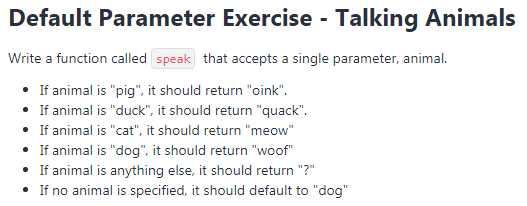 Default Parameter Exercise - Talking Animals
Write a function called speak that accepts a single parameter, animal.
• If animal is "pig", it should return "oink".
• If animal is "duck", it should return "quack".
• If animal is "cat", it should return "meow"
• If animal is "dog", it should return "woof"
• If animal is anything else, it should return "?"
• If no animal is specified, it should default to "dog"